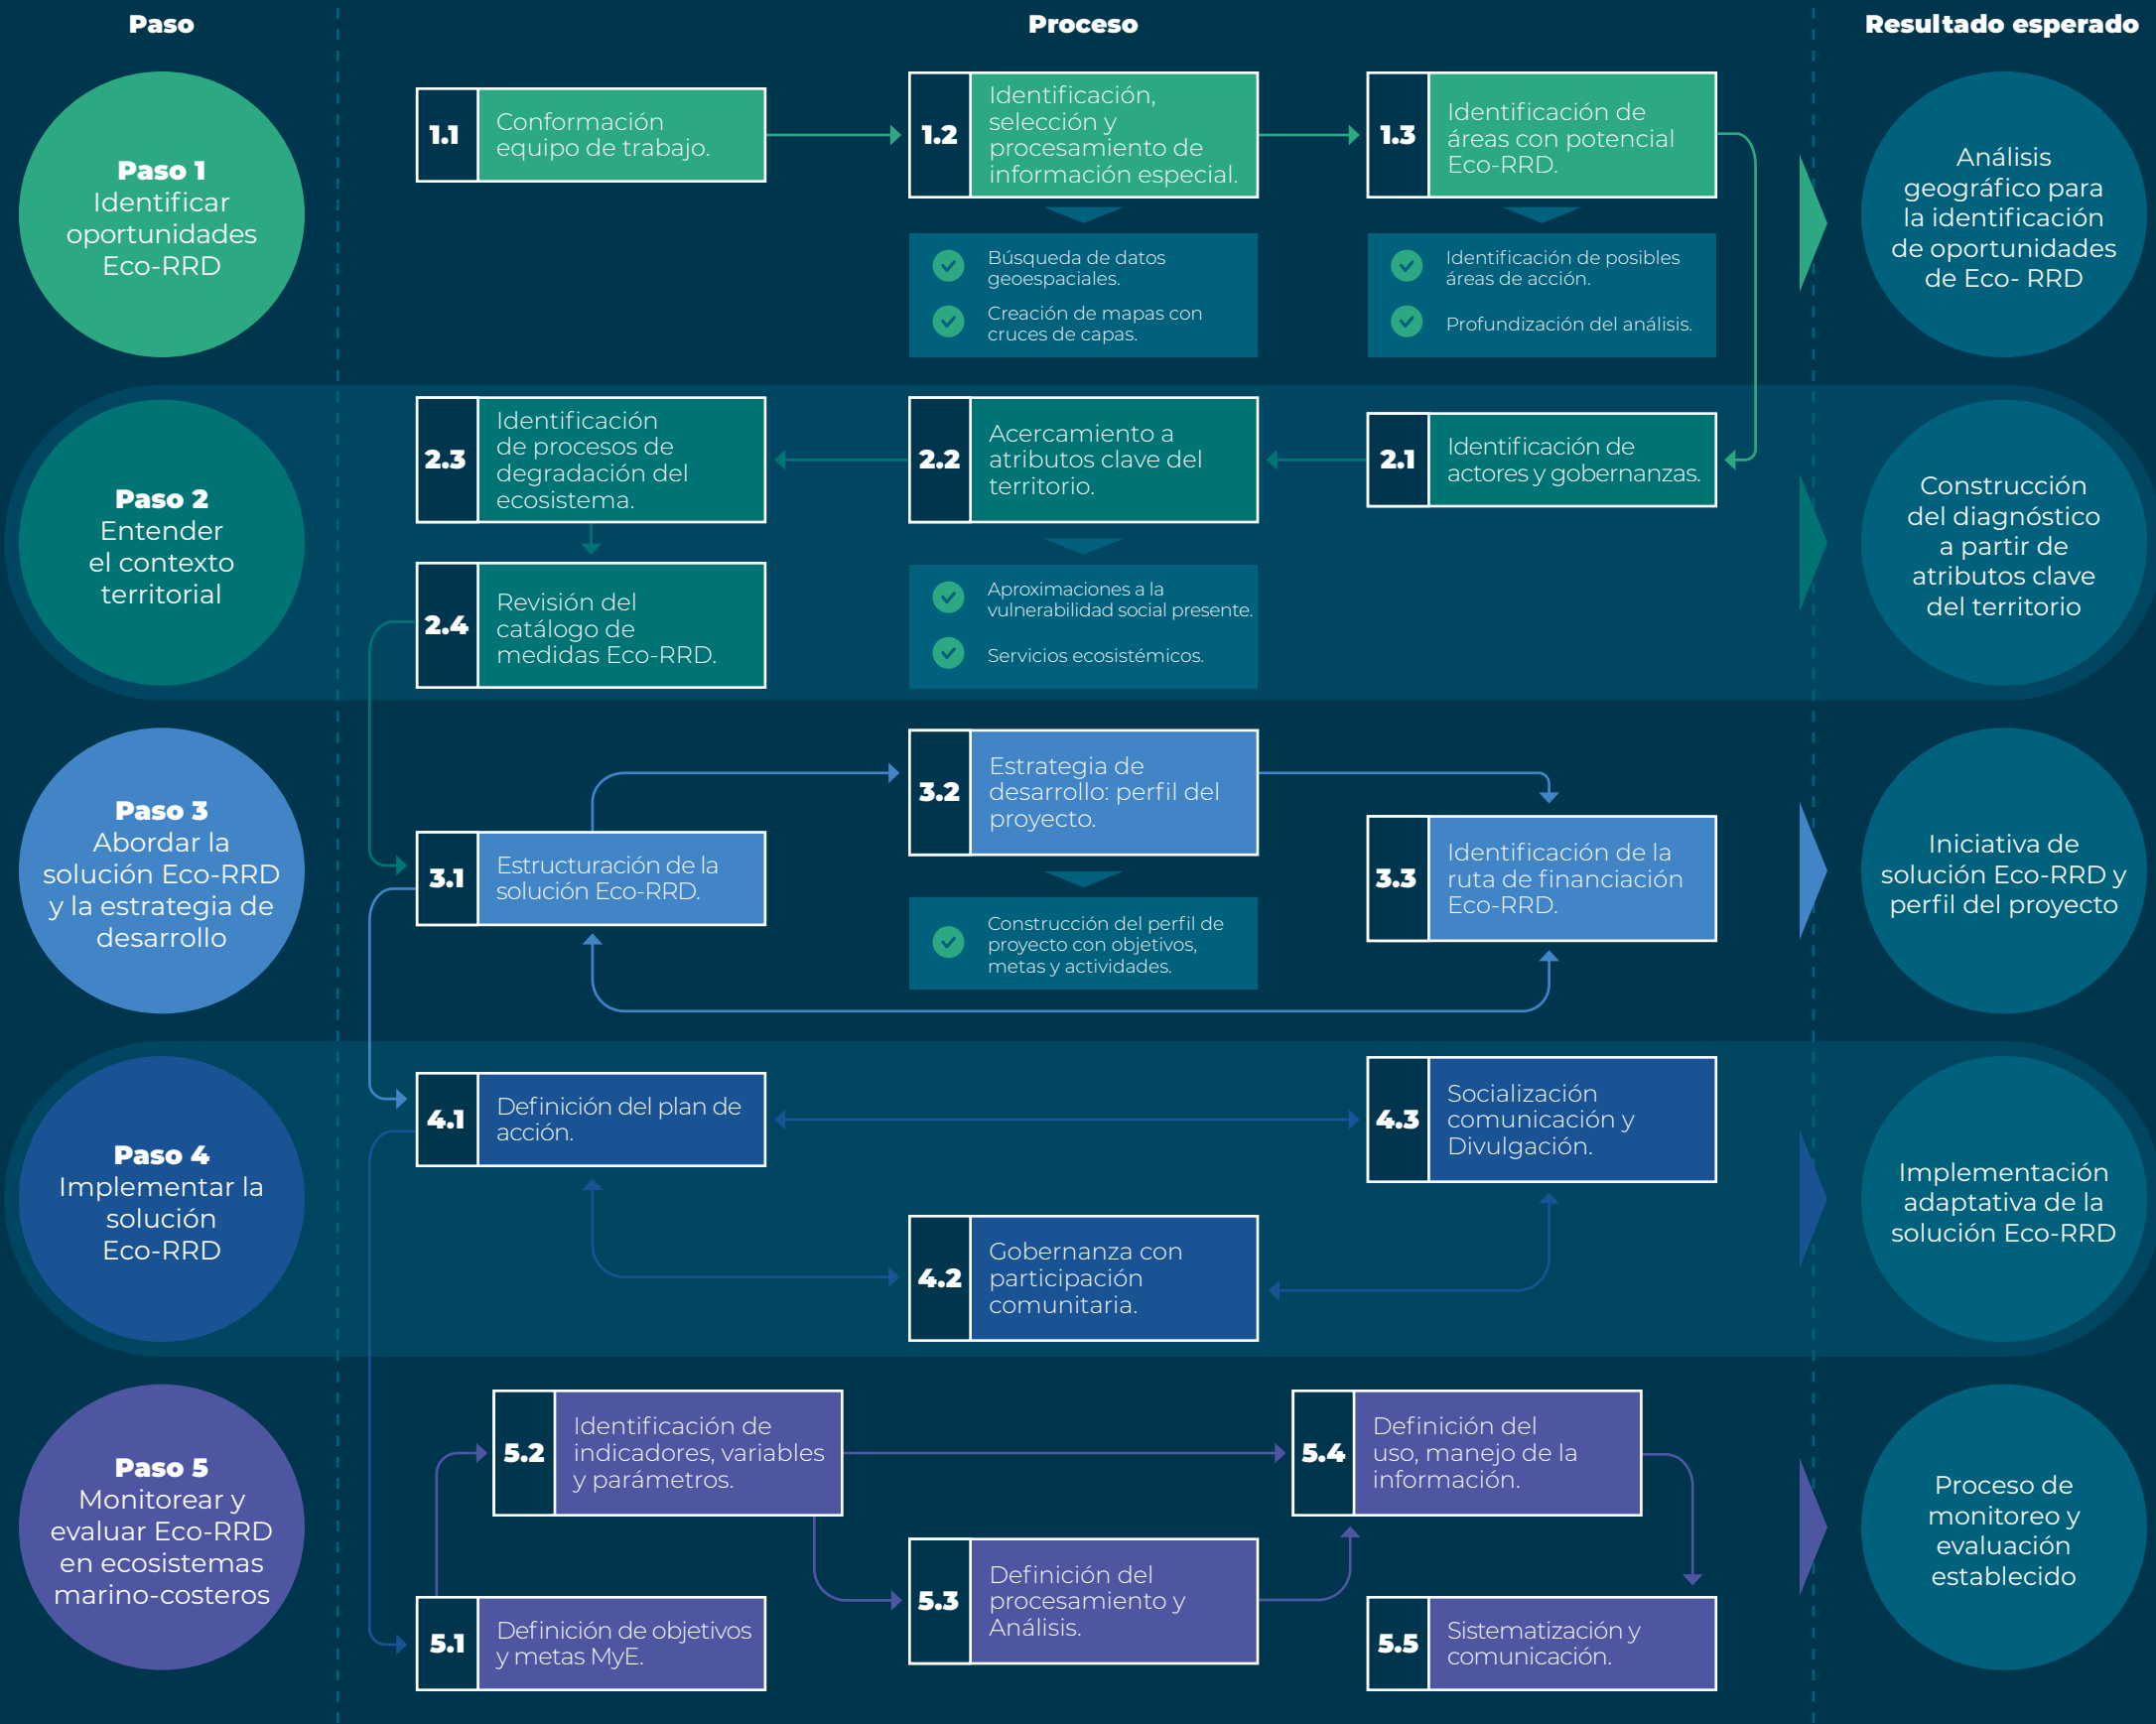 Paso
Proceso
Resultado esperado
Paso 1
Identificar
oportunidades
Eco-RRD
1.1
Conformación
equipo de trabajo.
1.2
Identificación,
selección y
procesamiento de
información especial.
Búsqueda de datos
geoespaciales.
Creación de mapas con
cruces de capas.
1.3
Identificación de
áreas con potencial
Eco-RRD.
Identificación de posibles
áreas de acción.
Profundización del análisis.
Análisis
geográfico para
la identificación
de oportunidades
de Eco- RRD
Paso 2
Entender
el contexto
territorial
2.1
Identificación de
actores y gobernanzas.
2.2
Acercamiento a
atributos clave del
territorio.
Aproximaciones a la
vulnerabilidad social presente.
Servicios ecosistémicos.
2.3
Identificación
de procesos de
degradación del
ecosistema.
2.4
Revisión del
catálogo de
medidas Eco-RRD.
Construcción
del diagnóstico
a partir de
atributos clave
del territorio
Paso 3
Abordar la
solución Eco-RRD
y la estrategia de
desarrollo
3.1
Estructuración de la
solución Eco-RRD.
3.2
Estrategia de
desarrollo: perfil del
proyecto.
Construcción del perfil de
proyecto con objetivos,
metas y actividades.
3.3
Identificación de la
ruta de financiación
Eco-RRD.
Iniciativa de
solución Eco-RRD y
perfil del proyecto
Paso 4
Implementar la
solución
Eco-RRD
4.1
Definición del plan de
acción.
4.2
Gobernanza con
participación
comunitaria.
4.3
Socialización
comunicación y
Divulgación.
Implementación
adaptativa de la
solución Eco-RRD
Paso 5
Monitorear y
evaluar Eco-RRD
en ecosistemas
marino-costeros
5.1
Definición de objetivos
y metas MyE.
5.2
Identificación de
indicadores, variables
y parámetros.
5.3
Definición del
procesamiento y
Análisis.
5.4
Definición del
uso, manejo de la
información.
5.5
Sistematización y
comunicación.
Proceso de
monitoreo y
evaluación
establecido